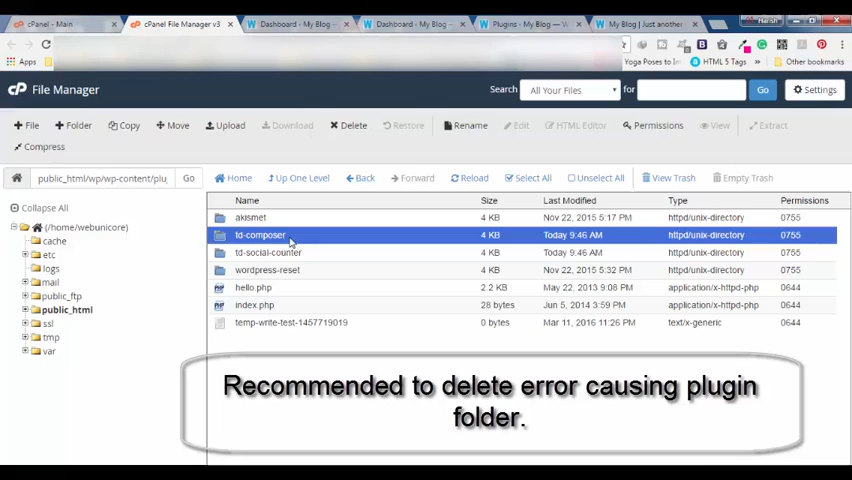 cPanel - Main
cPanel File Manager v3
Dashboard - My Blog
Dashboard ‹ My Blog
Plugins ‹ My Blog — W
My Blog | Just another
Harish
Apps
Yoga Poses to In
HTML 5 Tags
»
Other bookmarks
cP File Manager
Search
All Your Files
for
Go
Settings
+ File
+ Folder
Copy
Move
Upload
Download
Delete
Restore
Rename
Edit
HTML Editor
Permissions
View
Extract
Compress
public_html/wp/wp-content/plu
Go
Home
Up One Level
Back
Forward
Reload
Select All
Unselect All
View Trash
Empty Trash
Collapse All
(/home/webunicore)
cache
etc
logs
mail
public_ftp
public_html
ssl
tmp
var
Name Size Last Modified Type Permissions
akismet 4 KB Nov 22, 2015 5:17 PM httpd/unix-directory 0755
td-composer 4 KB Today 9:46 AM httpd/unix-directory 0755
td-social-counter 4 KB Today 9:46 AM httpd/unix-directory 0755
wordpress-reset 4 KB Nov 22, 2015 5:32 PM httpd/unix-directory 0755
hello.php 2.2 KB May 22, 2013 9:08 PM application/x-httpd-php 0644
index.php 28 bytes Jun 5, 2014 3:59 PM application/x-httpd-php 0644
temp-write-test-1457719019 0 bytes Mar 11, 2016 11:26 PM text/x-generic 0644
Recommended to delete error causing plugin
folder.